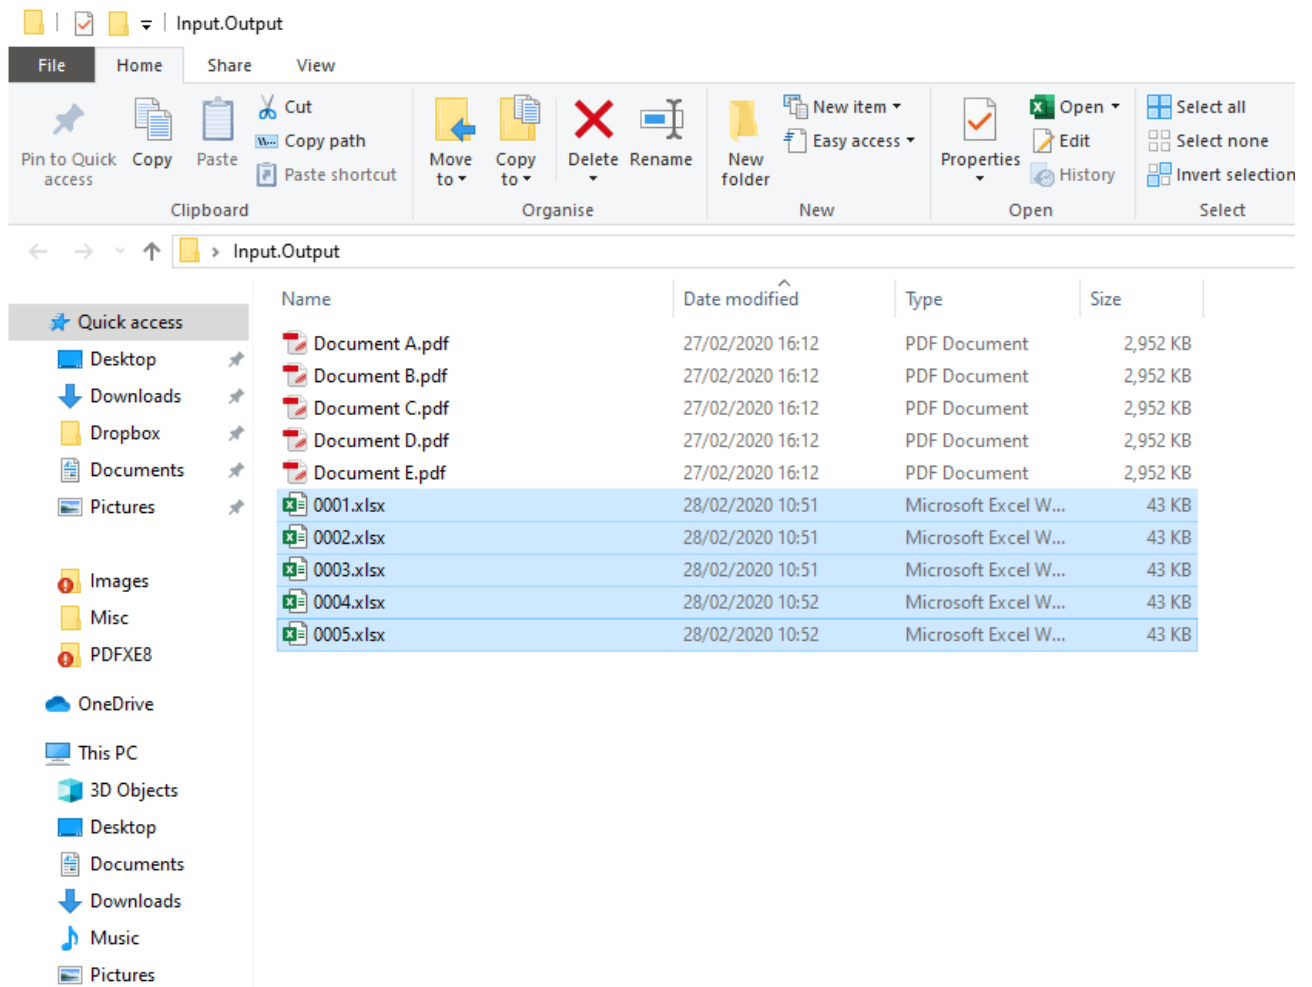 Input.Output
File Home Share View
Pin to Quick access
Copy
Paste
Cut
Copy path
Paste shortcut
Clipboard
Move to
Copy to
Delete
Rename
Organise
New folder
New item
Easy access
New
Properties
Open
Edit
History
Open
Select all
Select none
Invert selection
Select
Input.Output
Name Date modified Type Size
Document A.pdf 27/02/2020 16:12 PDF Document 2,952 KB
Document B.pdf 27/02/2020 16:12 PDF Document 2,952 KB
Document C.pdf 27/02/2020 16:12 PDF Document 2,952 KB
Document D.pdf 27/02/2020 16:12 PDF Document 2,952 KB
Document E.pdf 27/02/2020 16:12 PDF Document 2,952 KB
0001.xlsx 28/02/2020 10:51 Microsoft Excel W... 43 KB
0002.xlsx 28/02/2020 10:51 Microsoft Excel W... 43 KB
0003.xlsx 28/02/2020 10:51 Microsoft Excel W... 43 KB
0004.xlsx 28/02/2020 10:52 Microsoft Excel W... 43 KB
0005.xlsx 28/02/2020 10:52 Microsoft Excel W... 43 KB
Quick access
Desktop
Downloads
Dropbox
Documents
Pictures
Images
Misc
PDFXE8
OneDrive
This PC
3D Objects
Desktop
Documents
Downloads
Music
Pictures